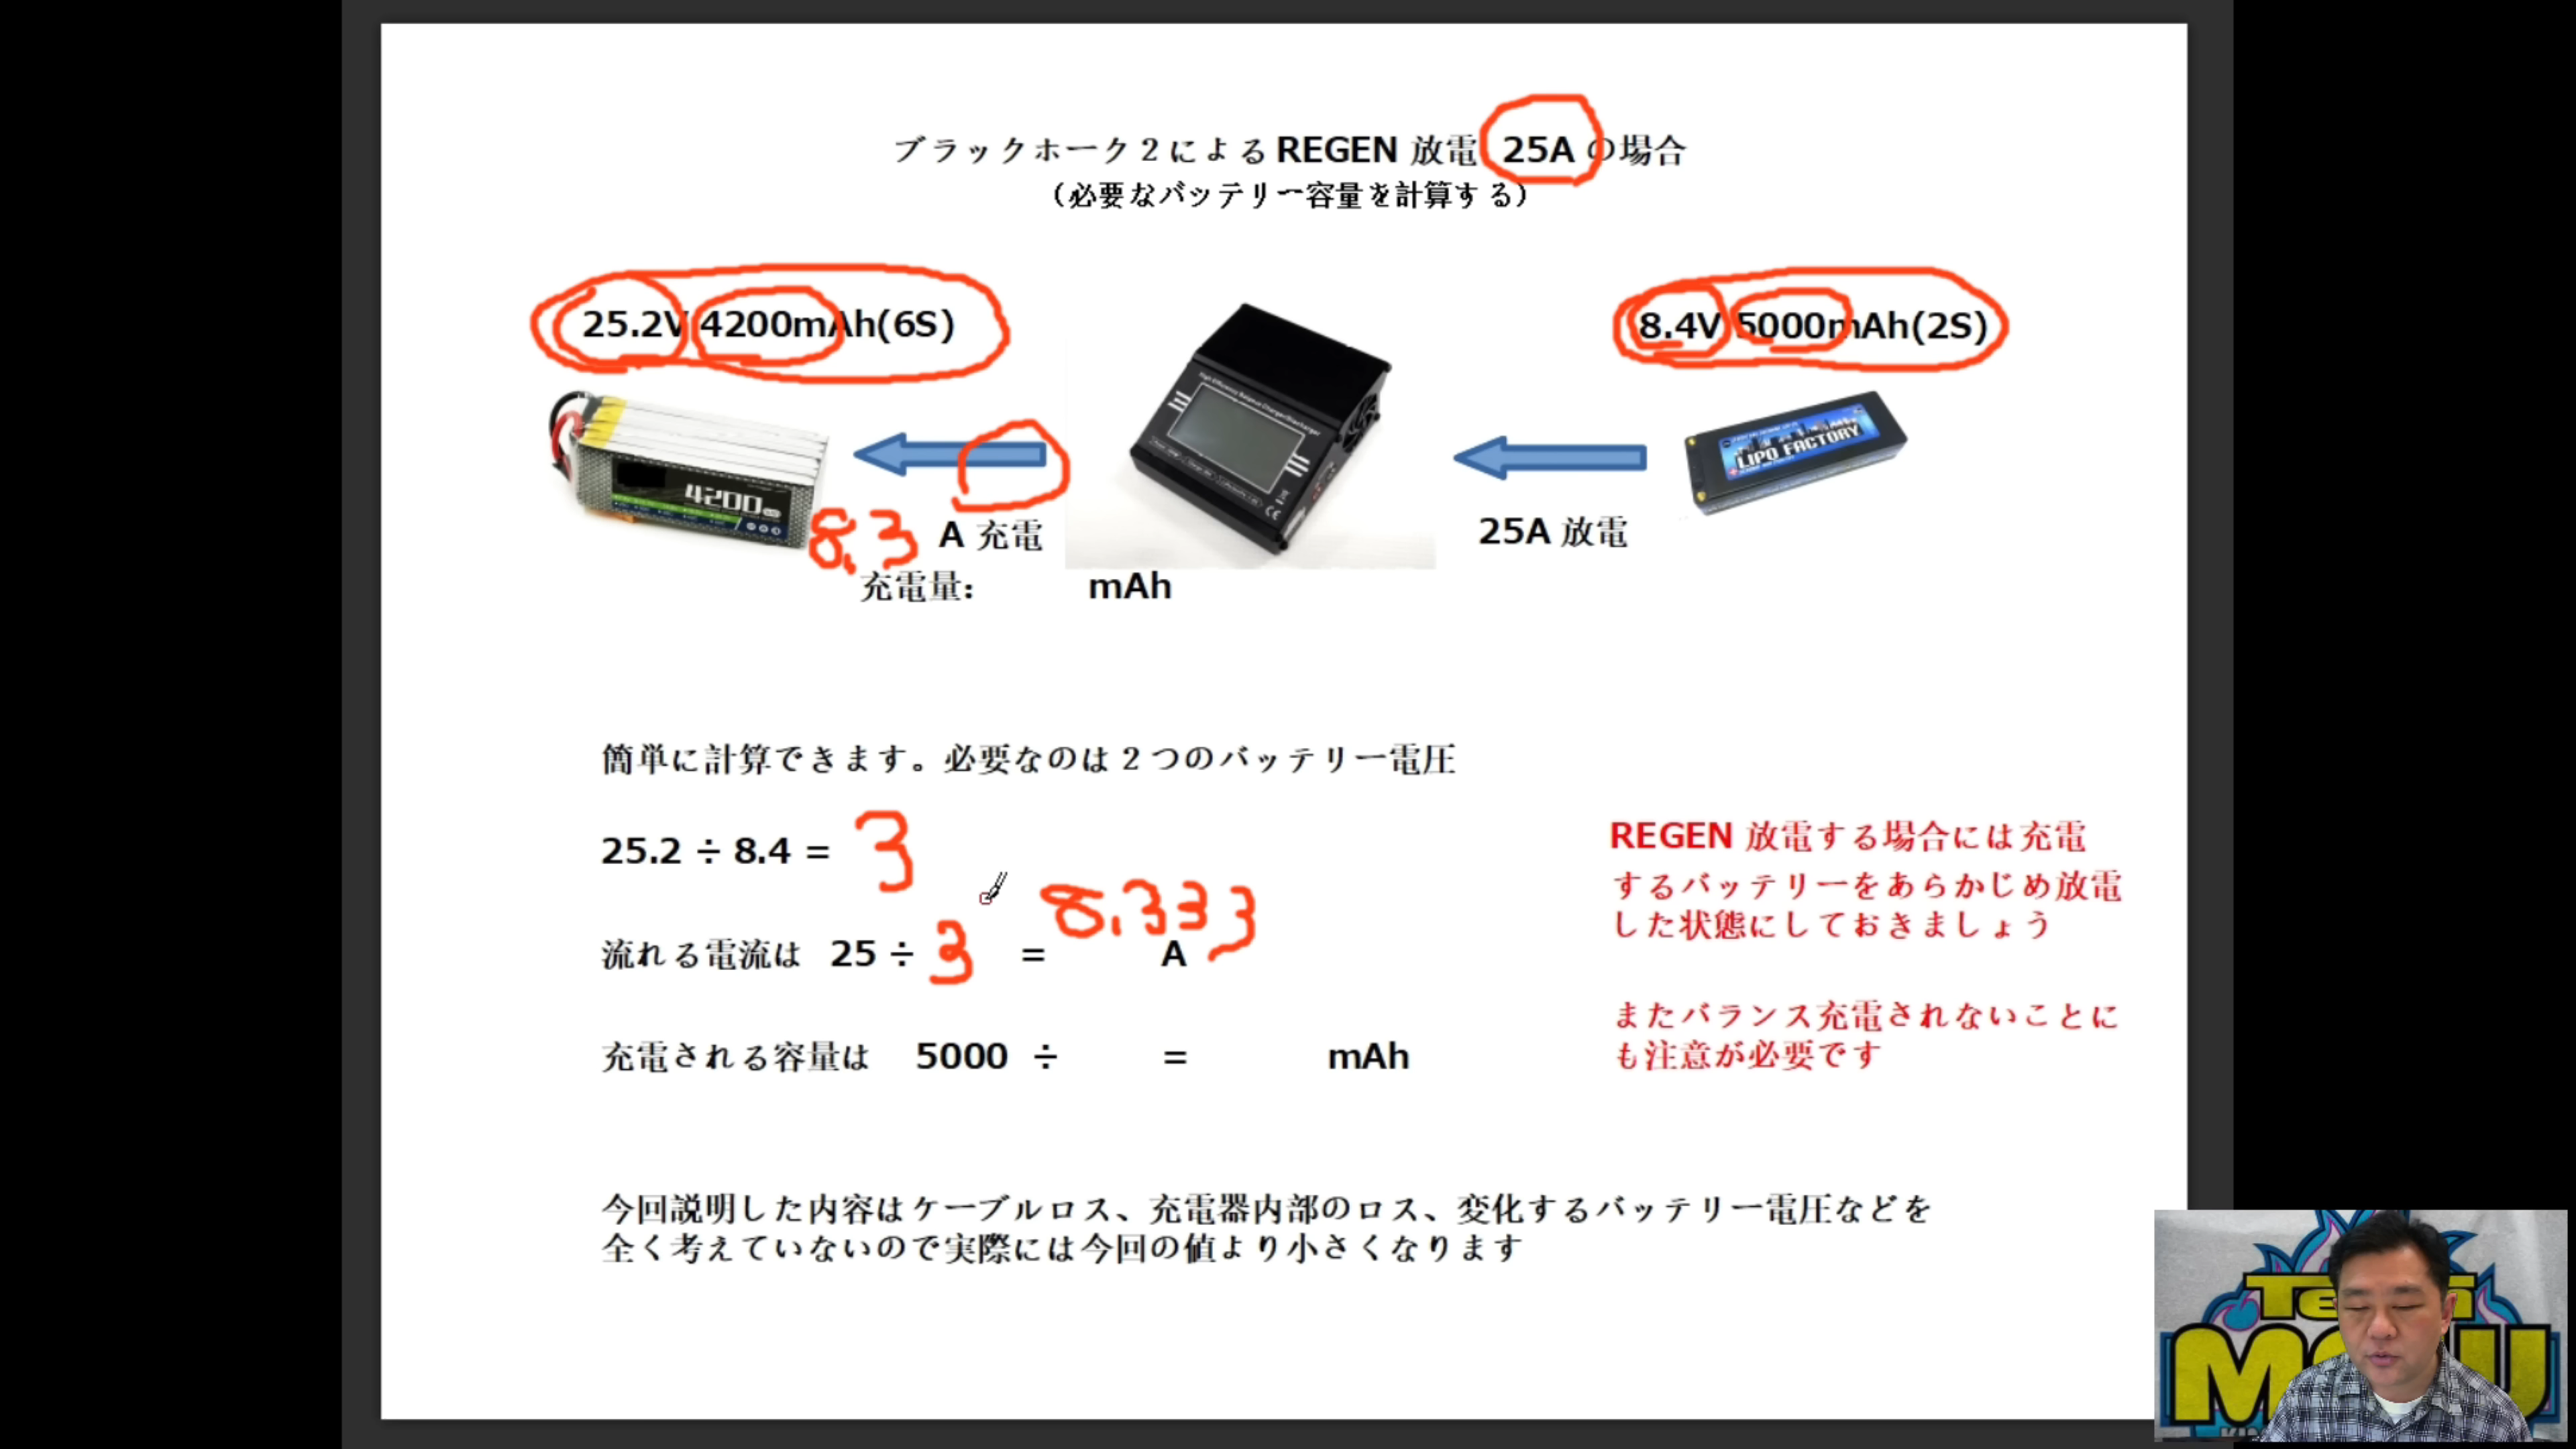 ブラックホーク2による REGEN 放電 25A の場合
(必要なバッテリー容量を計算する)
25.2V 4200mAh(6S)
8.4V 5000mAh(2S)
High Efficiency Balance Charger/Discharger
4200
LIPO FACTORY
8.3 A 充電
25A 放電
充電量: mAh
簡単に計算できます。必要なのは2つのバッテリー電圧
25.2 ÷ 8.4 = 3
流れる電流は 25 ÷ 3 = 8.333 A
充電される容量は 5000 ÷ = mAh
REGEN 放電する場合には充電
するバッテリーをあらかじめ放電
した状態にしておきましょう
またバランス充電されないことに
も注意が必要です
今回説明した内容はケーブルロス、充電器内部のロス、変化するバッテリー電圧などを
全く考えていないので実際には今回の値より小さくなります